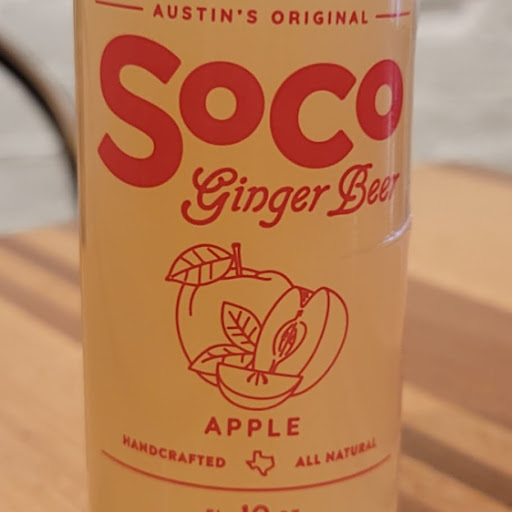 AUSTIN'S ORIGINAL
SOCO
Ginger Beer
APPLE
HANDCRAFTED ALL NATURAL